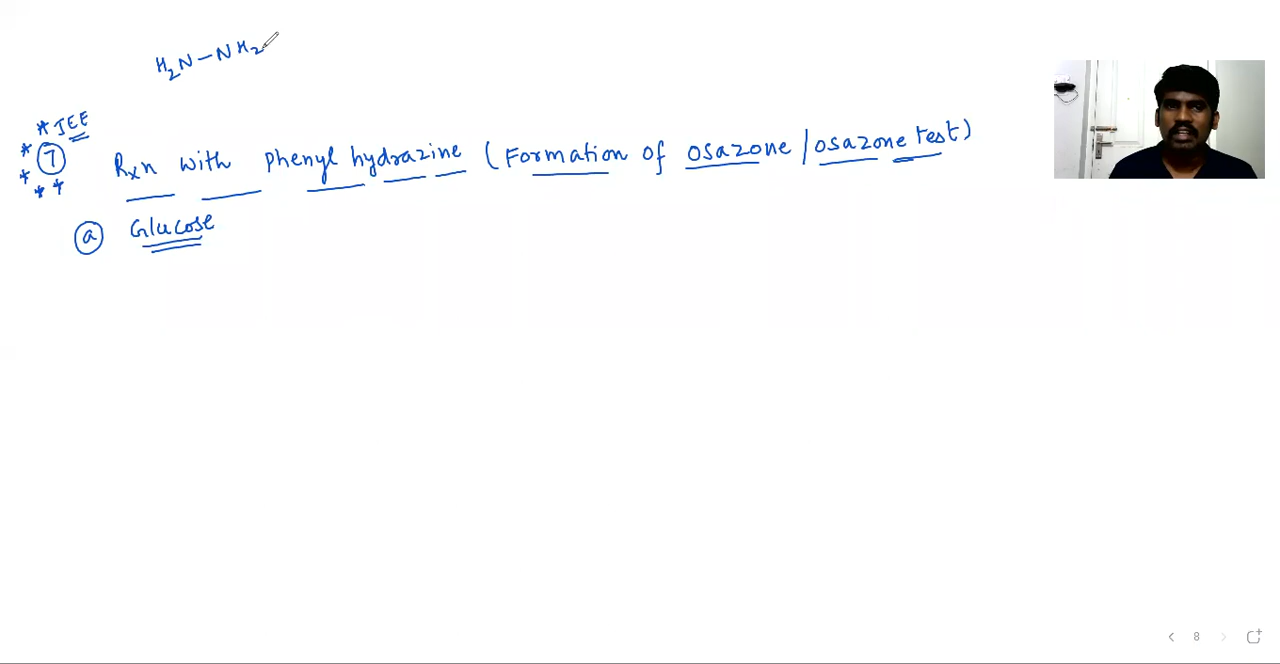 H₂N–NH₂
* JEE
* 7 Rxn with Phenyl hydrazine (Formation of osazone / osazone test)
* * *
a Glucose
8